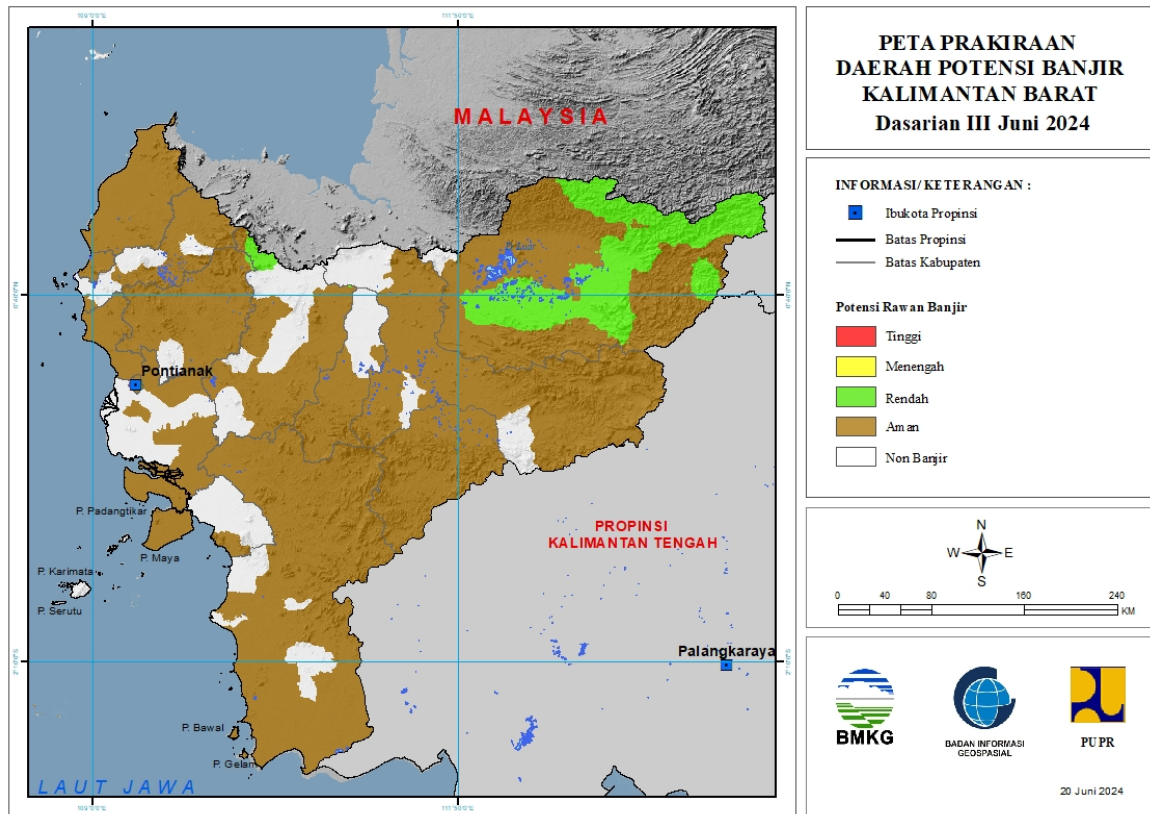 PETA PRAKIRAAN
DAERAH POTENSI BANJIR
KALIMANTAN BARAT
Dasarian III Juni 2024
INFORMASI/ KETERANGAN :
Ibukota Propinsi
Batas Propinsi
Batas Kabupaten
Potensi Rawan Banjir
Tinggi
Menengah
Rendah
Aman
Non Banjir
N
W E
S
0 40 80 160 240
KM
BMKG
BADAN INFORMASI
GEOSPASIAL
PUPR
20 Juni 2024
MALAYSIA
Pontianak
P. Padangtikar
P. Maya
P. Karimata
P. Serutu
PROPINSI
KALIMANTAN TENGAH
Palangkaraya
P. Bawal
P. Gelam
LAUT JAWA